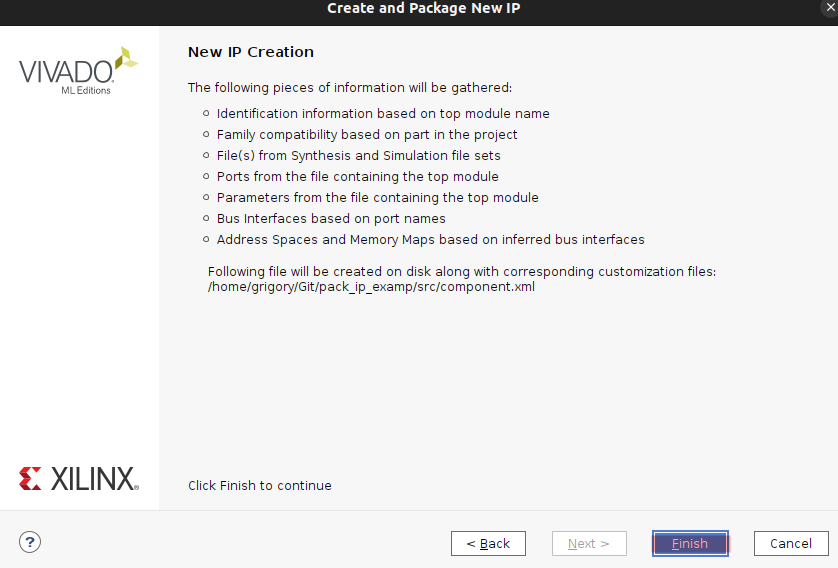 Create and Package New IP
VIVADO
ML Editions
New IP Creation
The following pieces of information will be gathered:
Identification information based on top module name
Family compatibility based on part in the project
File(s) from Synthesis and Simulation file sets
Ports from the file containing the top module
Parameters from the file containing the top module
Bus Interfaces based on port names
Address Spaces and Memory Maps based on inferred bus interfaces
Following file will be created on disk along with corresponding customization files:
/home/grigory/Git/pack_ip_examp/src/component.xml
XILINX
Click Finish to continue
?
< Back
Next >
Finish
Cancel